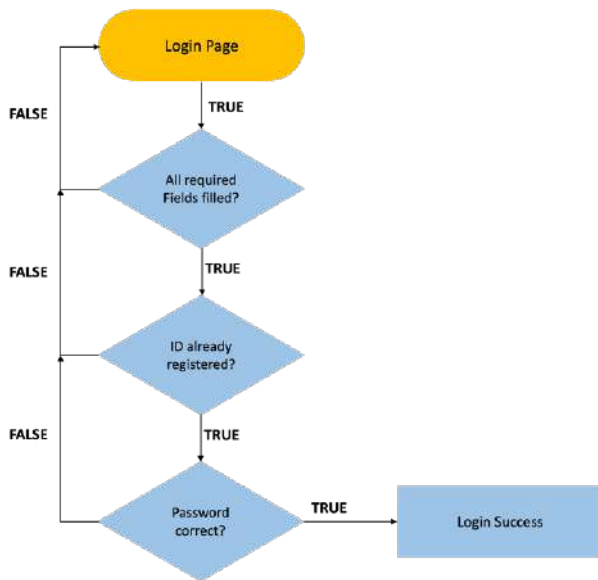 Login Page
FALSE
TRUE
All required
Fields filled?
FALSE
TRUE
ID already
registered?
FALSE
TRUE
Password
correct?
TRUE
Login Success